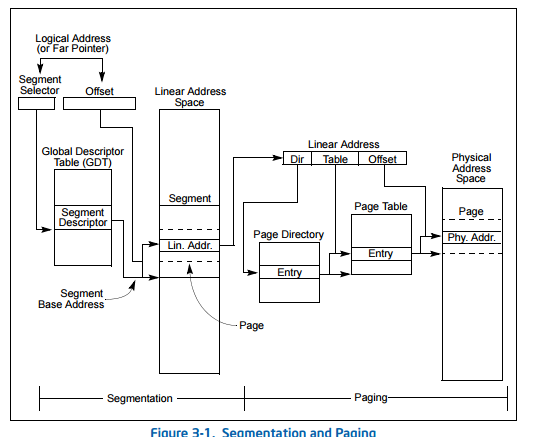 Logical Address
(or Far Pointer)
Segment
Selector
Offset
Linear Address
Space
Global Descriptor
Table (GDT)
Segment
Descriptor
Segment
Lin. Addr.
Segment
Base Address
Page
Linear Address
Dir Table Offset
Page Directory
Entry
Page Table
Entry
Physical
Address
Space
Page
Phy. Addr.
Segmentation
Paging
Figure 3-1. Segmentation and Paging